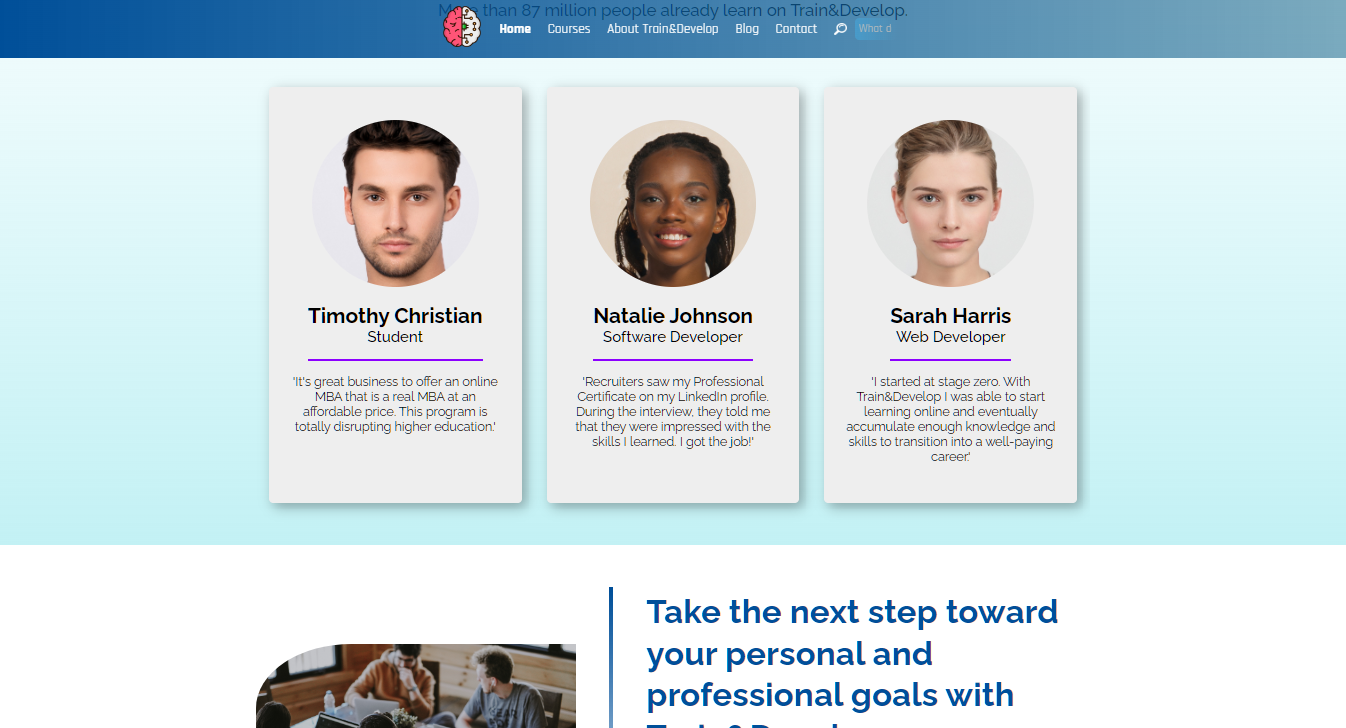 More than 87 million people already learn on Train&Develop.
Home Courses About Train&Develop Blog Contact What d
Timothy Christian
Student
'It's great business to offer an online
MBA that is a real MBA at an
affordable price. This program is
totally disrupting higher education.'
Natalie Johnson
Software Developer
'Recruiters saw my Professional
Certificate on my LinkedIn profile.
During the interview, they told me
that they were impressed with the
skills I learned. I got the job!'
Sarah Harris
Web Developer
'I started at stage zero. With
Train&Develop I was able to start
learning online and eventually
accumulate enough knowledge and
skills to transition into a well-paying
career.'
Take the next step toward
your personal and
professional goals with
Train&Develop